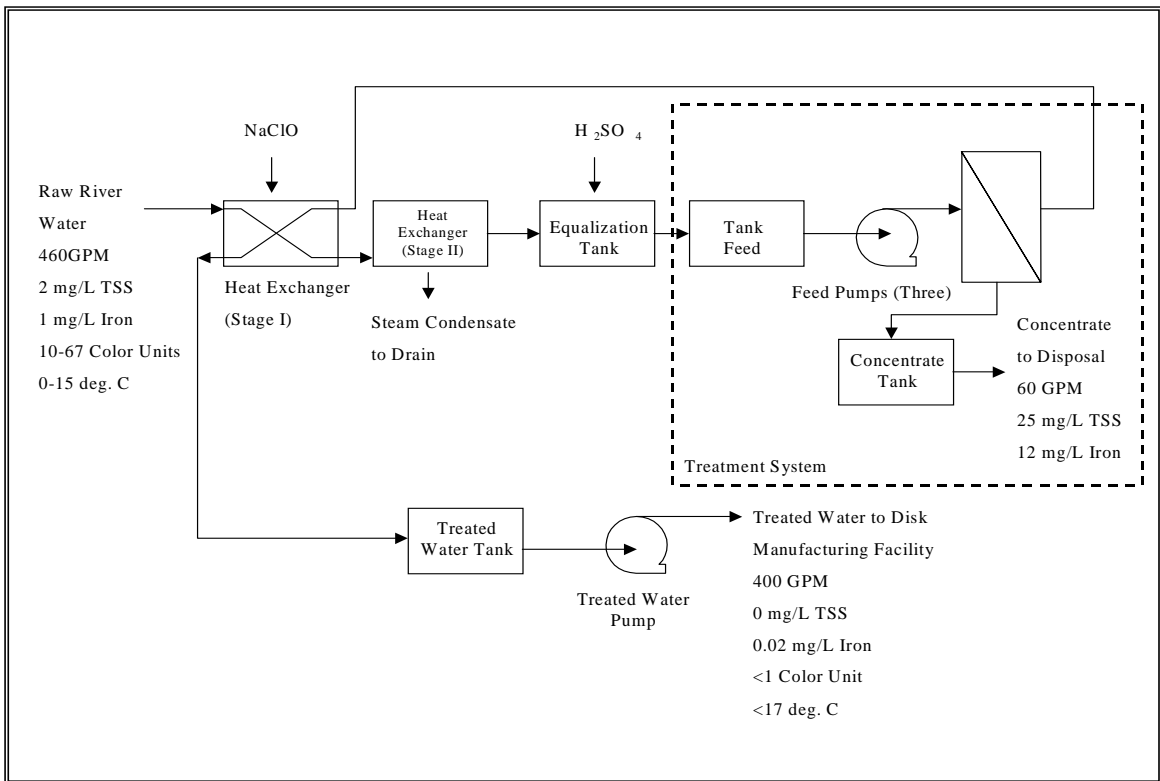 NaClO
H2SO4
Raw River
Water
460GPM
2 mg/L TSS
1 mg/L Iron
10-67 Color Units
0-15 deg. C
Heat Exchanger
(Stage I)
Heat
Exchanger
(Stage II)
Steam Condensate
to Drain
Equalization
Tank
Tank
Feed
Feed Pumps (Three)
Concentrate
Tank
Concentrate
to Disposal
60 GPM
25 mg/L TSS
12 mg/L Iron
Treatment System
Treated
Water Tank
Treated Water
Pump
Treated Water to Disk
Manufacturing Facility
400 GPM
0 mg/L TSS
0.02 mg/L Iron
<1 Color Unit
<17 deg. C